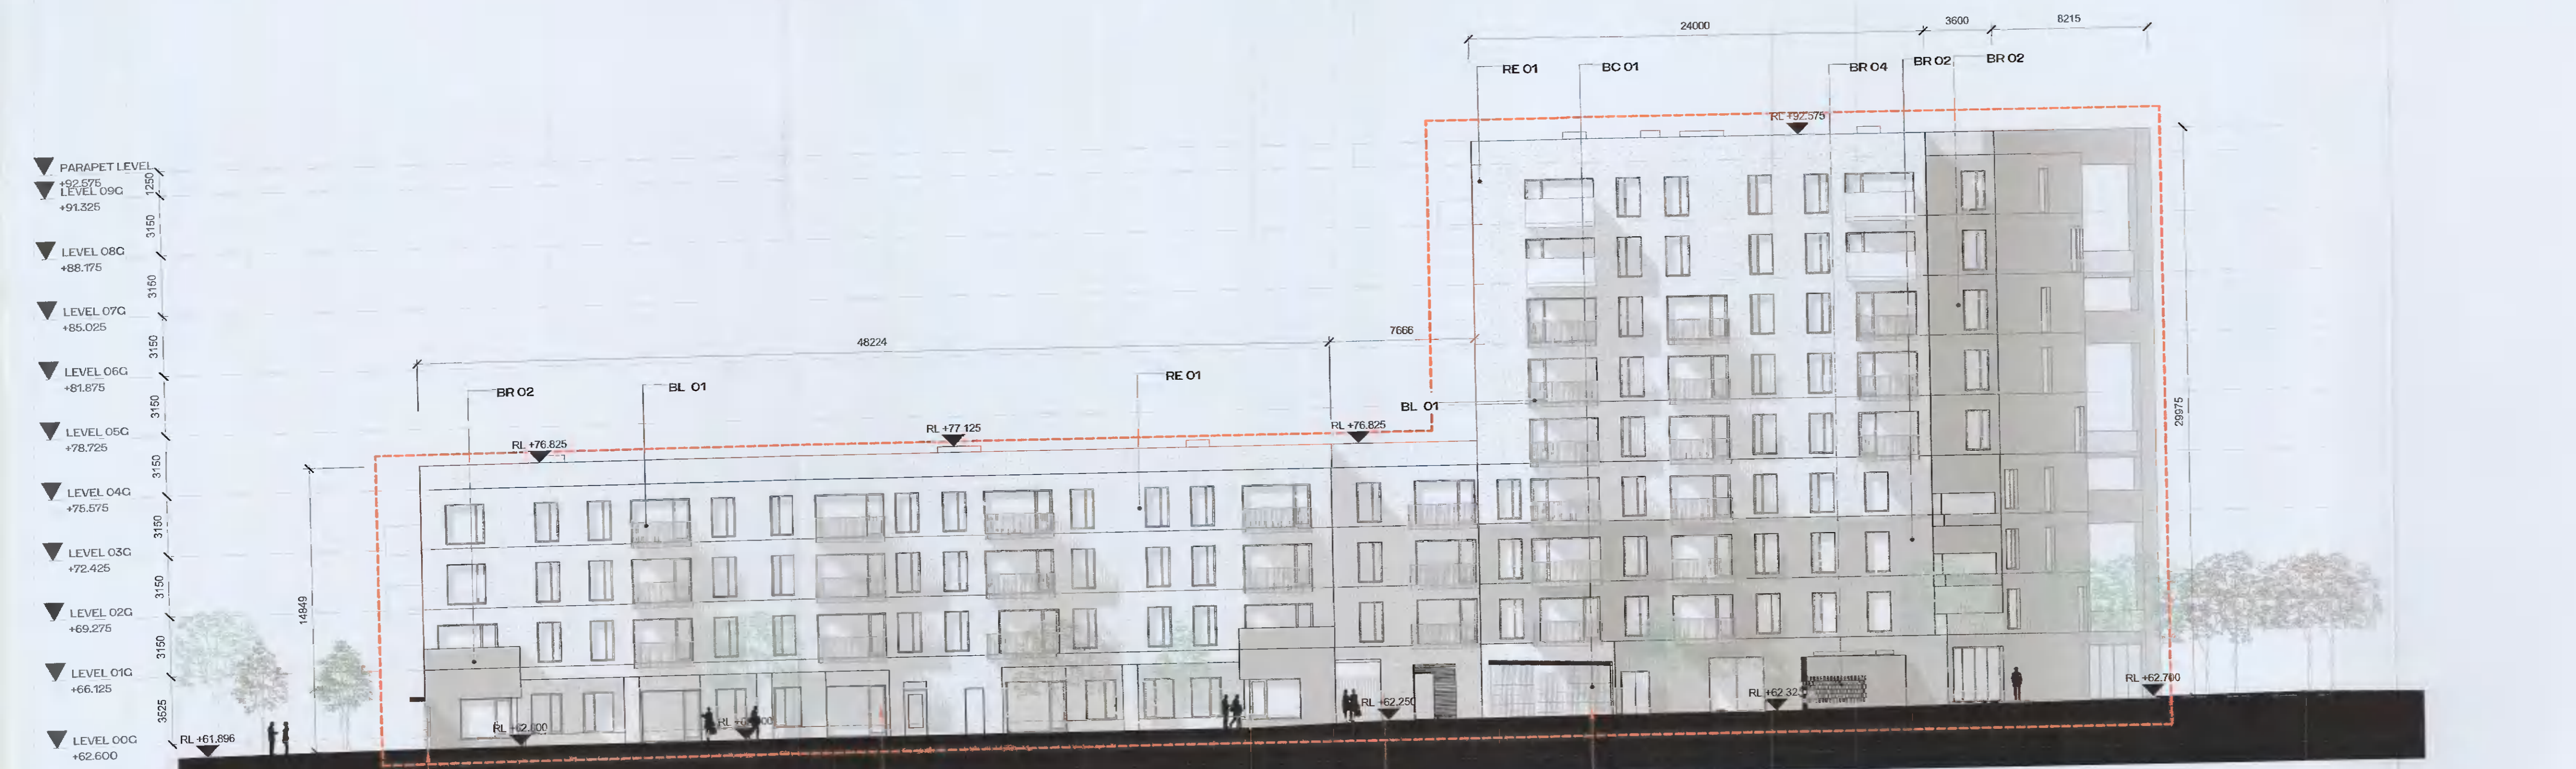 24000
3600
8215
RE 01
BC 01
BR 04
BR 02
BR 02
RL +92.575
PARAPET LEVEL
+92.575
1250
LEVEL 09G
+91.325
3150
LEVEL 08G
+88.175
3150
LEVEL 07G
+85.025
3150
LEVEL 06G
+81.875
3150
LEVEL 05G
+78.725
3150
LEVEL 04G
+75.575
3150
LEVEL 03G
+72.425
3150
LEVEL 02G
+69.275
3150
LEVEL 01G
+66.125
3525
LEVEL 00G
+62.600
48224
7666
BR 02
BL 01
RE 01
BL 01
RL +76.825
RL +77.125
RL +76.825
29975
14849
RL +61.896
RL +62.250
RL +62.700